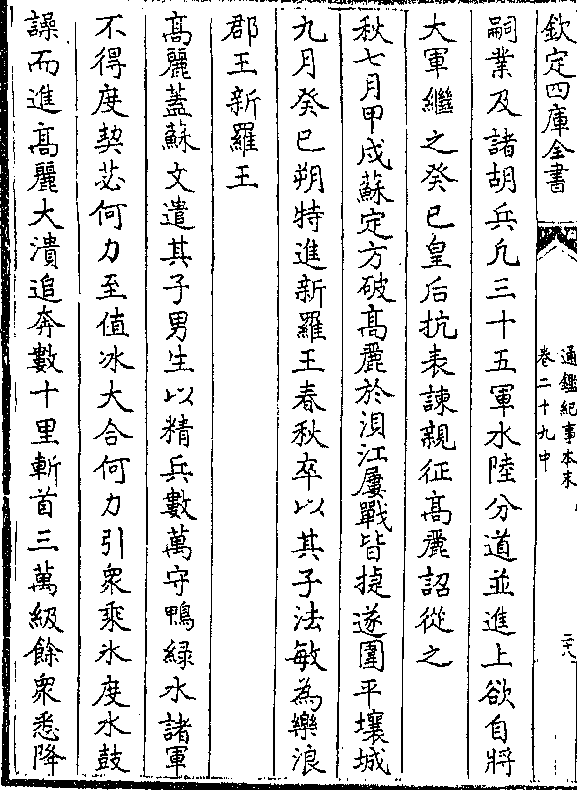 欽定四庫全書
通鑑紀事本末
卷二十九中
嗣業及諸胡兵凡三十五軍水陸分道並進上欲自將
大軍繼之癸巳皇后抗表諫親征髙麗詔從之
秋七月甲戌蘇定方破髙麗於浿江屢戰皆捷遂圍平壤城
九月癸巳朔特進新羅王春秋卒以其子法敏為樂浪
郡王新羅王
髙麗蓋蘇文遣其子男生以精兵數萬守鴨綠水諸軍
不得度契苾何力至值冰大合何力引衆乘氷度水鼓
譟而進髙麗大潰追奔數十里斬首三萬級餘衆悉降